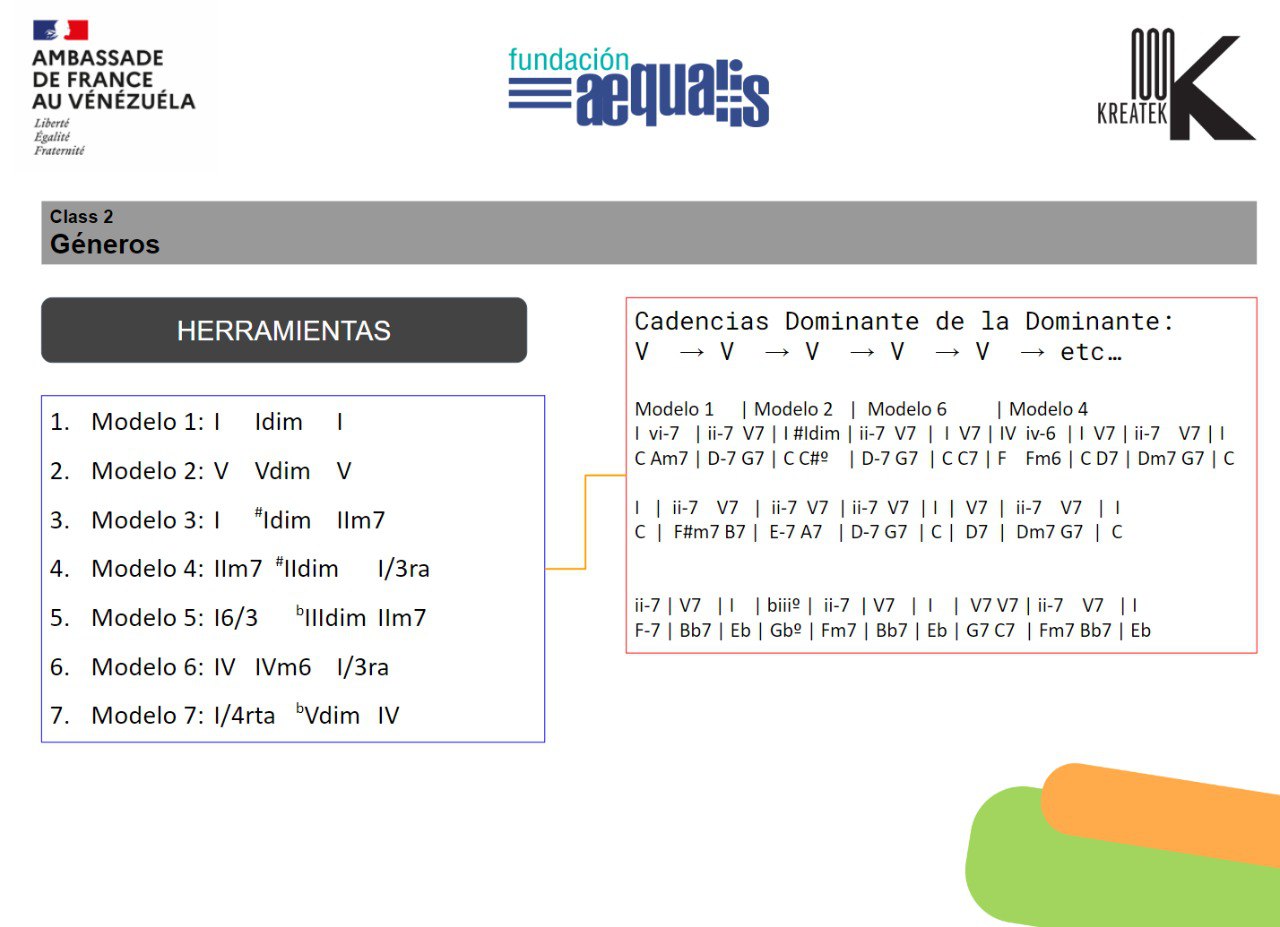 AMBASSADE
DE FRANCE
AU VÉNÉZUÉLA
Liberté
Égalité
Fraternité
fundación
aequalis
KREATEK
Class 2
Géneros
HERRAMIENTAS
1. Modelo 1: I Idim I
2. Modelo 2: V Vdim V
3. Modelo 3: I #Idim IIm7
4. Modelo 4: IIm7 #IIdim I/3ra
5. Modelo 5: I6/3 bIIIdim IIm7
6. Modelo 6: IV IVm6 I/3ra
7. Modelo 7: I/4rta bVdim IV
Cadencias Dominante de la Dominante:
V → V → V → V → V → etc…
Modelo 1 | Modelo 2 | Modelo 6 | Modelo 4
I vi-7 | ii-7 V7 | I #Idim | ii-7 V7 | I V7 | IV iv-6 | I V7 | ii-7 V7 | I
C Am7 | D-7 G7 | C C#º | D-7 G7 | C C7 | F Fm6 | C D7 | Dm7 G7 | C
I | ii-7 V7 | ii-7 V7 | ii-7 V7 | I | V7 | ii-7 V7 | I
C | F#m7 B7 | E-7 A7 | D-7 G7 | C | D7 | Dm7 G7 | C
ii-7 | V7 | I | biiiº | ii-7 | V7 | I | V7 V7 | ii-7 V7 | I
F-7 | Bb7 | Eb | Gbº | Fm7 | Bb7 | Eb | G7 C7 | Fm7 Bb7 | Eb